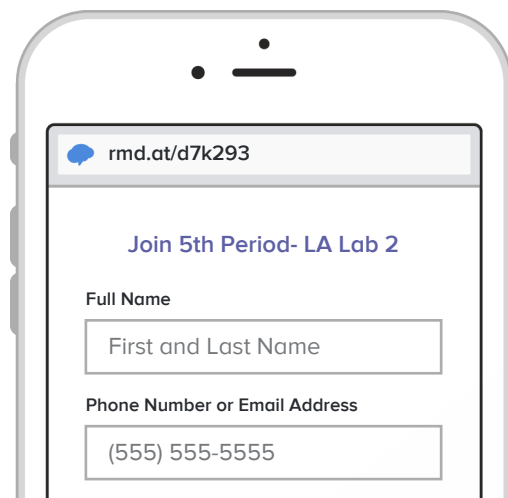 rmd.at/d7k293
Join 5th Period- LA Lab 2
Full Name
First and Last Name
Phone Number or Email Address
(555) 555-5555